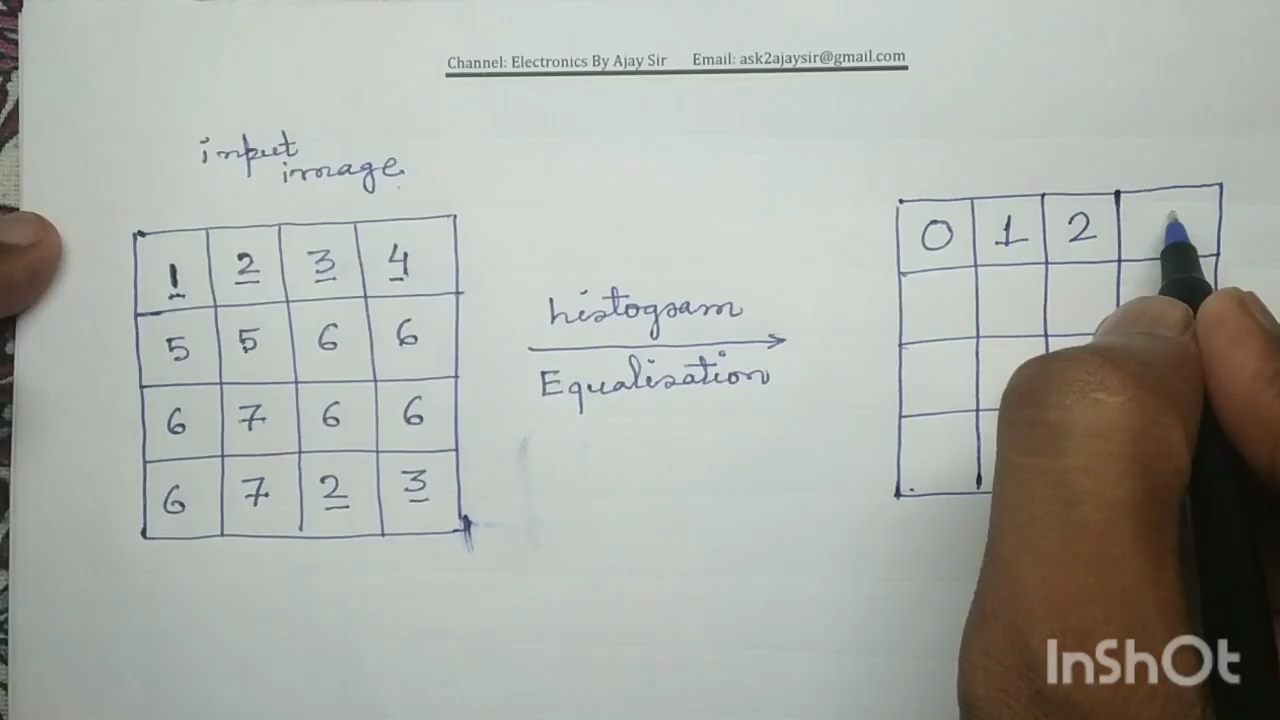 Channel: Electronics By Ajay Sir Email: ask2ajaysir@gmail.com
input
image
1 2 3 4
5 5 6 6
6 7 6 6
6 7 2 3
histogram
Equalisation
0 1 2
InShOt